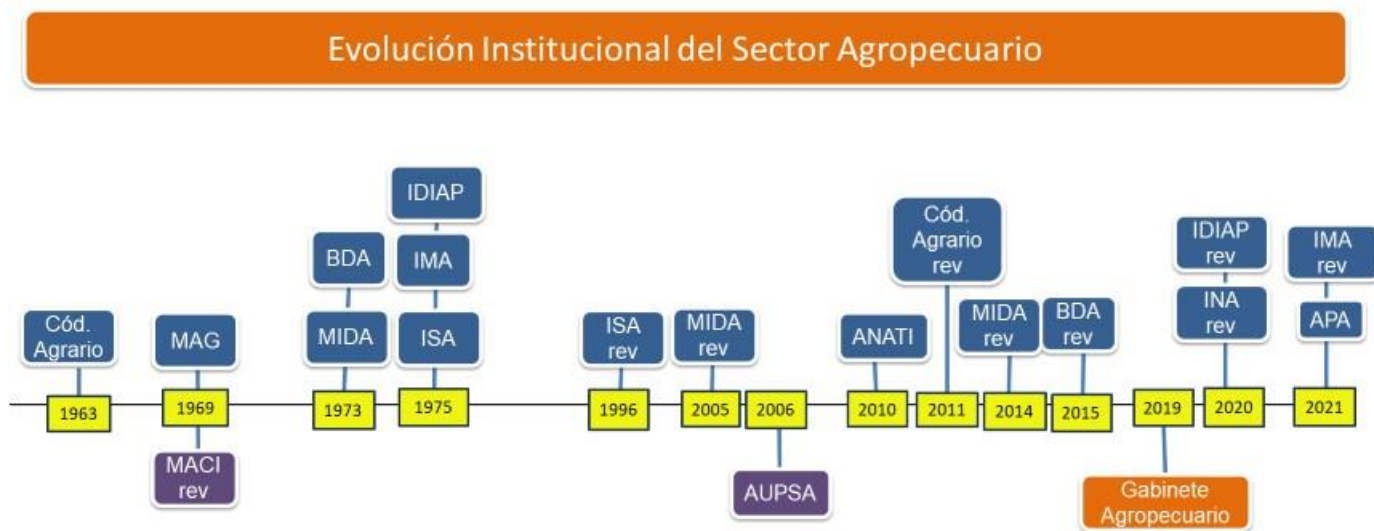 Evolución Institucional del Sector Agropecuario
IDIAP
BDA
IMA
Cód.
Agrario
rev
IDIAP
rev
IMA
rev
Cód.
Agrario
MAG
MIDA
ISA
ISA
rev
MIDA
rev
ANATI
MIDA
rev
BDA
rev
INA
rev
APA
1963
1969
1973
1975
1996
2005
2006
2010
2011
2014
2015
2019
2020
2021
MACI
rev
AUPSA
Gabinete
Agropecuario